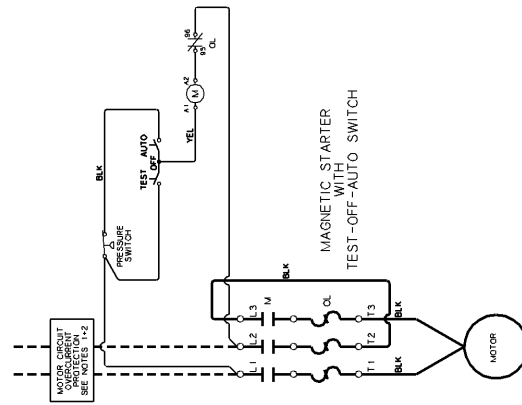 MOTOR CIRCUIT
OVERCURRENT
PROTECTION
SEE NOTES 1+2
BLK
PRESSURE
SWITCH
TEST
OFF
AUTO
YEL
A1
M
A2
95
96
OL
MAGNETIC STARTER
WITH
TEST-OFF-AUTO SWITCH
BLK
L1
L2
L3
M
OL
T1
T2
T3
BLK
BLK
MOTOR